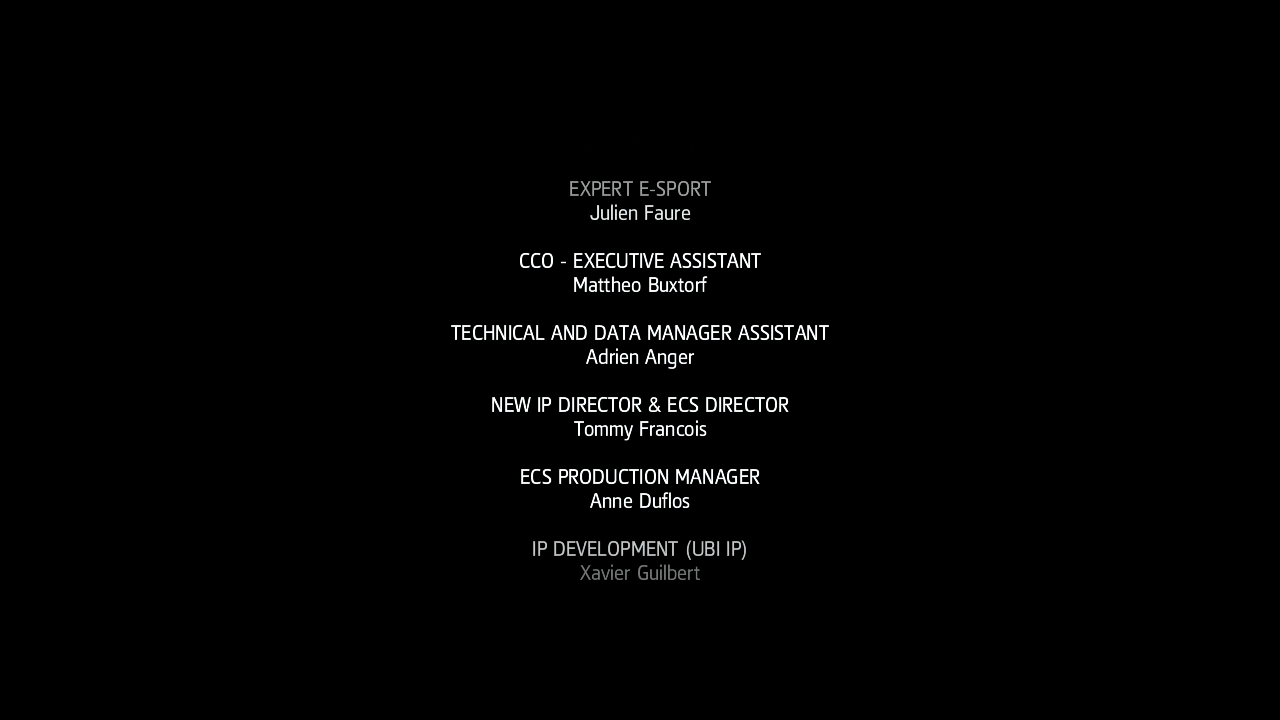 EXPERT E-SPORT
Julien Faure
CCO - EXECUTIVE ASSISTANT
Mattheo Buxtorf
TECHNICAL AND DATA MANAGER ASSISTANT
Adrien Anger
NEW IP DIRECTOR & ECS DIRECTOR
Tommy Francois
ECS PRODUCTION MANAGER
Anne Duflos
IP DEVELOPMENT (UBI IP)
Xavier Guilbert